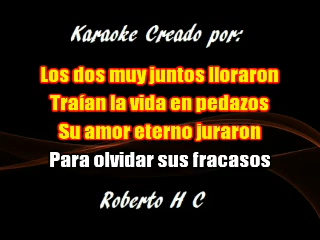 Karaoke Creado por:
Los dos muy juntos lloraron
Traían la vida en pedazos
Su amor eterno juraron
Para olvidar sus fracasos
Roberto H C